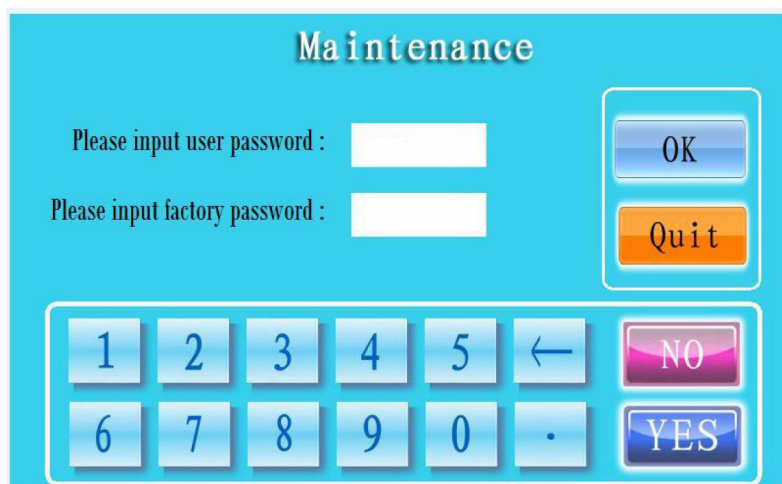 Maintenance
Please input user password :
OK
Please input factory password :
Quit
1 2 3 4 5 ← NO
6 7 8 9 0 . YES